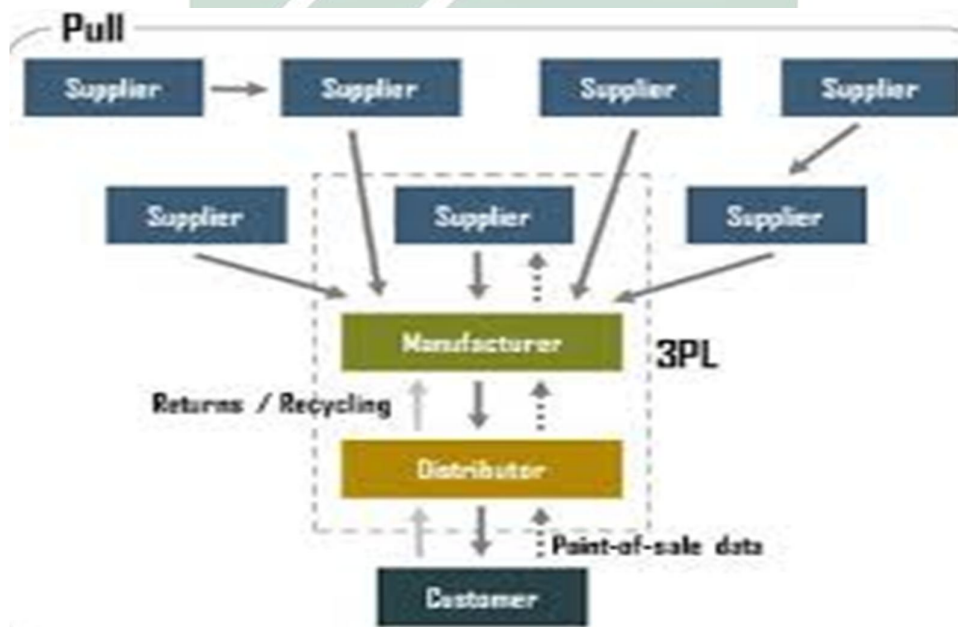 Pull
Supplier Supplier Supplier Supplier
Supplier Supplier Supplier
Manufacturer
3PL
Returns / Recycling
Distributor
Point-of-sale data
Customer